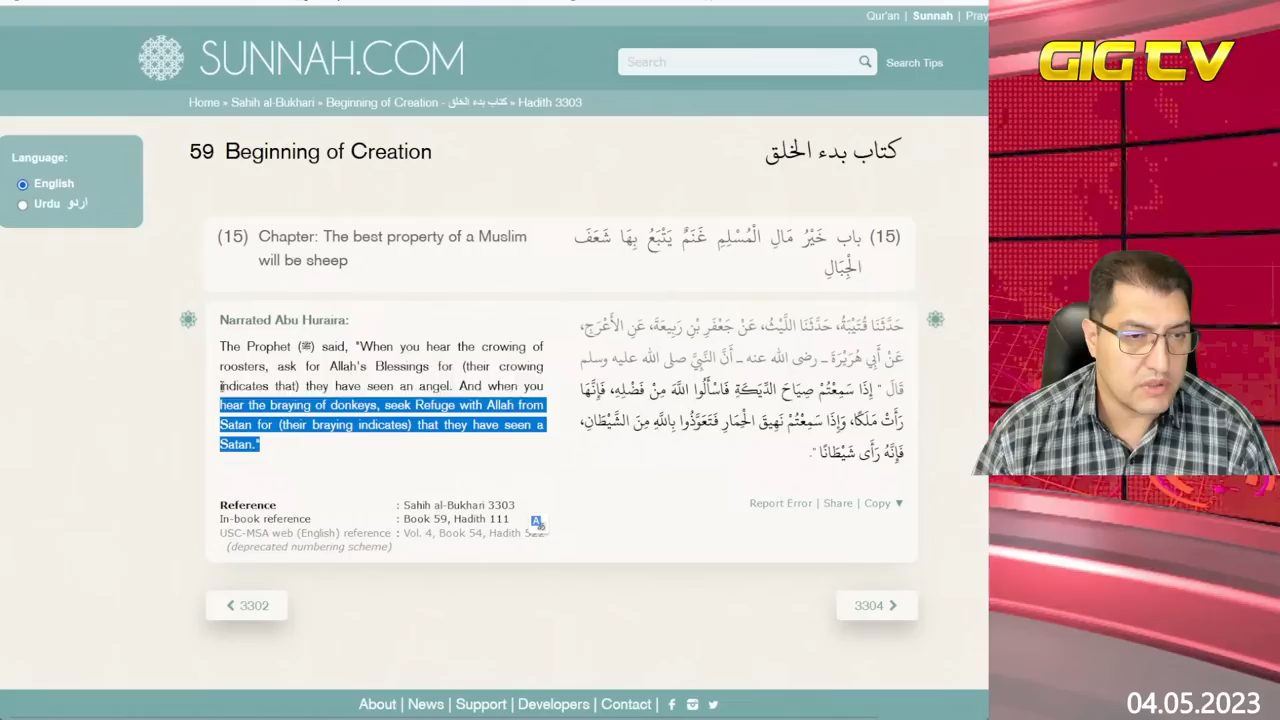 Qur'an | Sunnah | Pray
SUNNAH.COM
Search
Search Tips
GIG TV
Home » Sahih al-Bukhari » Beginning of Creation - كتاب بدء الخلق » Hadith 3303
Language:
English
Urdu اردو
59 Beginning of Creation
كتاب بدء الخلق
(15) Chapter: The best property of a Muslim
will be sheep
(15) باب خَيْرُ مَالِ الْمُسْلِمِ غَنَمٌ يَتْبَعُ بِهَا شَعَفَ
الْجِبَالِ
Narrated Abu Huraira:
The Prophet (ﷺ) said, "When you hear the crowing of
roosters, ask for Allah's Blessings for (their crowing
indicates that) they have seen an angel. And when you
hear the braying of donkeys, seek Refuge with Allah from
Satan for (their braying indicates) that they have seen a
Satan."
حَدَّثَنَا قُتَيْبَةُ، حَدَّثَنَا اللَّيْثُ، عَنْ جَعْفَرِ بْنِ رَبِيعَةَ، عَنِ الأَعْرَجِ،
عَنْ أَبِي هُرَيْرَةَ ـ رضى الله عنه ـ أَنَّ النَّبِيَّ صلى الله عليه وسلم
قَالَ ‏"‏ إِذَا سَمِعْتُمْ صِيَاحَ الدِّيَكَةِ فَاسْأَلُوا اللَّهَ مِنْ فَضْلِهِ، فَإِنَّهَا
رَأَتْ مَلَكًا، وَإِذَا سَمِعْتُمْ نَهِيقَ الْحِمَارِ فَتَعَوَّذُوا بِاللَّهِ مِنَ الشَّيْطَانِ،
فَإِنَّهُ رَأَى شَيْطَانًا ‏"‏‏.‏
Reference : Sahih al-Bukhari 3303
In-book reference : Book 59, Hadith 111
USC-MSA web (English) reference : Vol. 4, Book 54, Hadith 522
(deprecated numbering scheme)
Report Error | Share | Copy ▼
3302
3304
About | News | Support | Developers | Contact |
04.05.2023